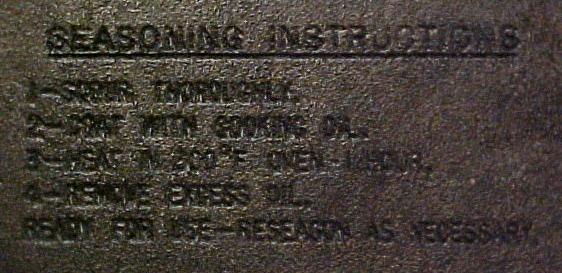 SEASONING INSTRUCTIONS
1-SCRUB THOROUGHLY.
2-COAT WITH COOKING OIL.
3-HEAT IN °F OVEN-1 HOUR.
4-REMOVE EXCESS OIL.
READY FOR USE-RESEASON AS NECESSARY.